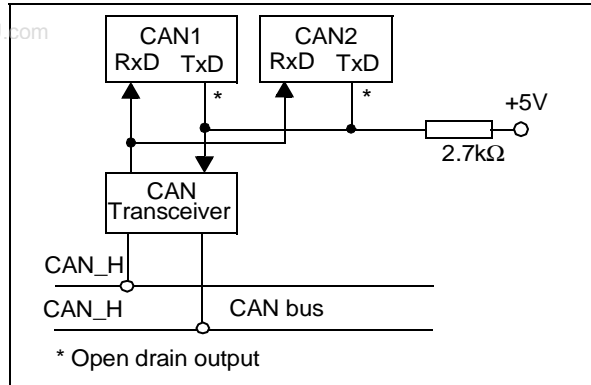 .com
CAN1
CAN2
RxD TxD
RxD TxD
*
*
+5V
2.7kΩ
CAN
Transceiver
CAN_H
CAN_H
CAN bus
* Open drain output